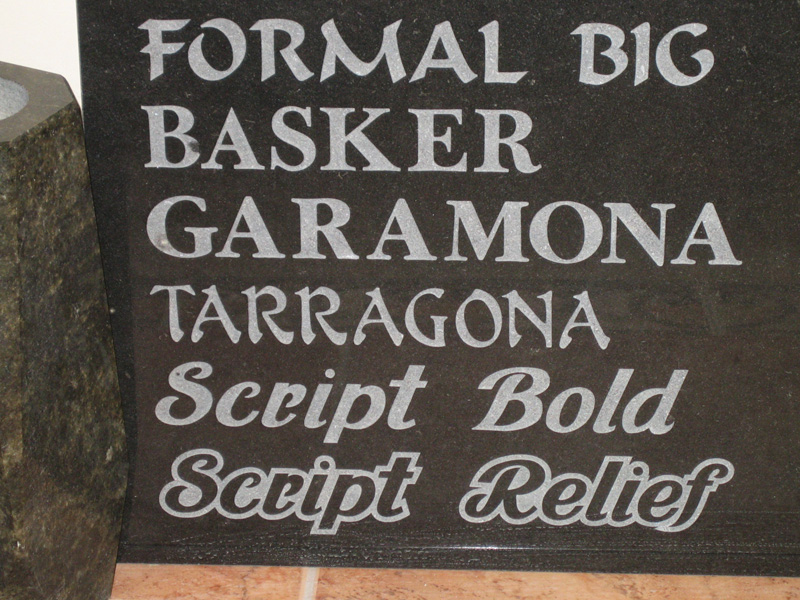 FORMAL BIG
BASKER
GARAMONA
TARRAGONA
Script Bold
Script Relief